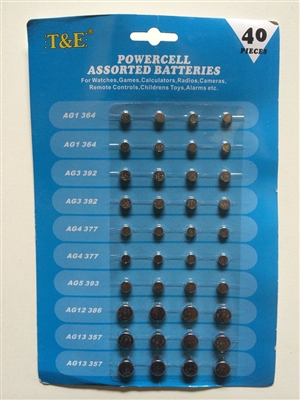 T&E®
40
PIECES
POWERCELL
ASSORTED BATTERIES
For Watches,Games,Calculators,Radios,Cameras,
Remote Controls,Childrens Toys,Alarms etc.
AG1 364
AG1 364
AG3 392
AG3 392
AG4 377
AG4 377
AG5 393
AG12 386
AG13 357
AG13 357